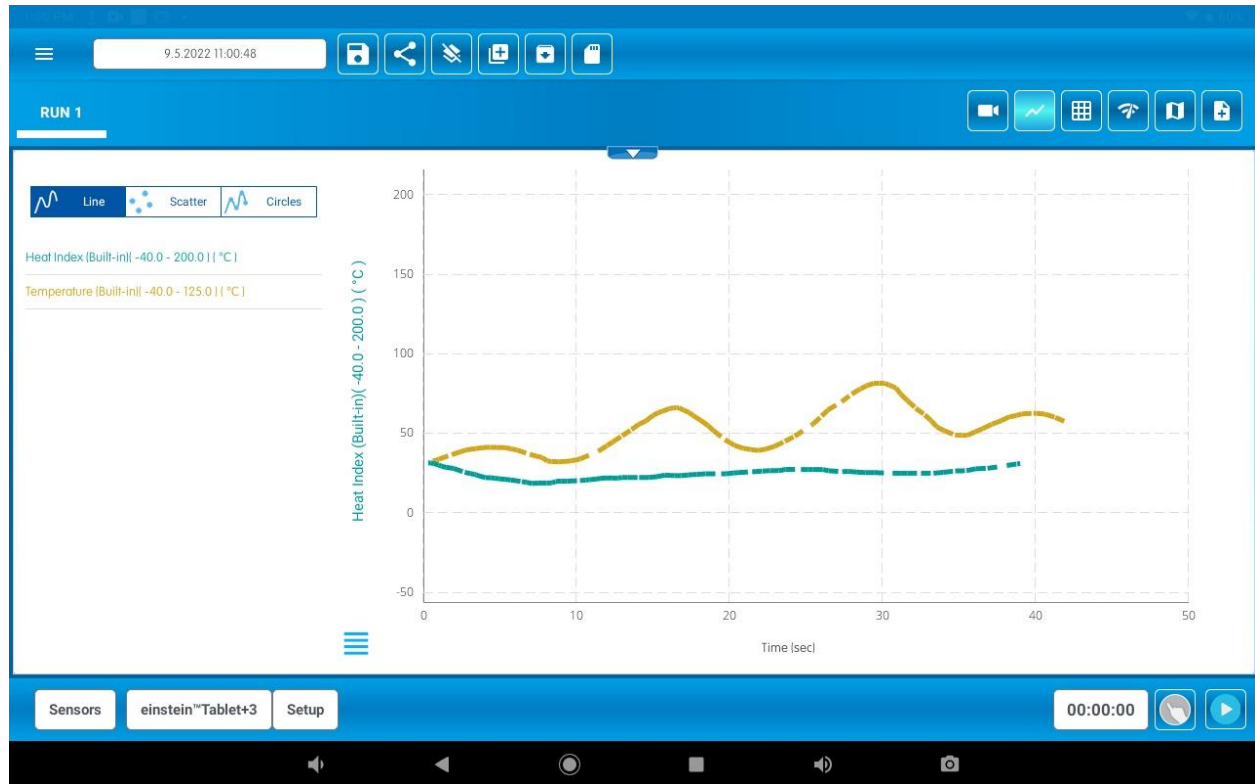 9.5.2022 11:00:48
RUN 1
Line Scatter Circles
Heat Index (Built-in)( -40.0 - 200.0 ) ( °C )
Temperature (Built-in)( -40.0 - 125.0 ) ( °C )
Heat Index (Built-in)( -40.0 - 200.0 ) ( °C )
200
150
100
50
0
-50
0 10 20 30 40 50
Time (sec)
Sensors einstein™Tablet+3 Setup 00:00:00